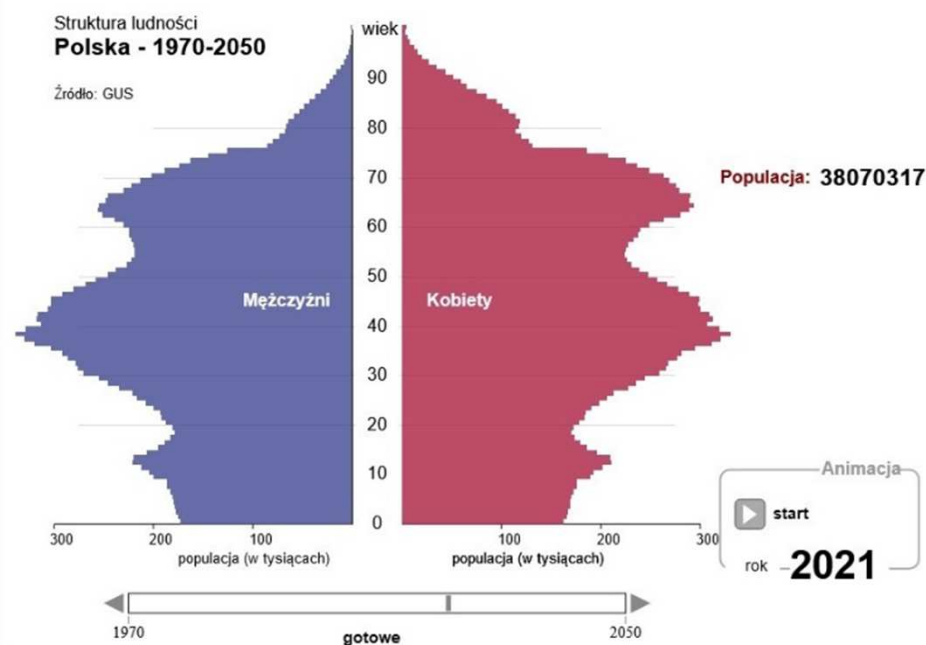 Struktura ludności
Polska - 1970-2050
Źródło: GUS
wiek
90
80
70
60
50
40
30
20
10
0
Mężczyźni
Kobiety
Populacja: 38070317
300 200 100
100 200 300
populacja (w tysiącach)
populacja (w tysiącach)
Animacja
start
rok 2021
1970 2050
gotowe